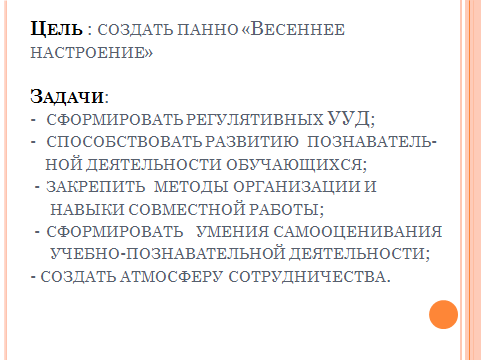 Цель : создать панно «Весеннее
настроение»
Задачи:
- сформировать регулятивных УУД;
- способствовать развитию познаватель-
ной деятельности обучающихся;
- закрепить методы организации и
навыки совместной работы;
- сформировать умения самооценивания
учебно-познавательной деятельности;
- создать атмосферу сотрудничества.